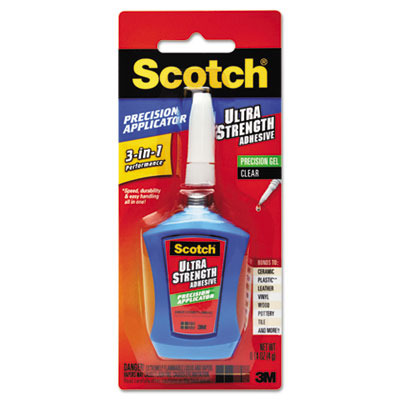 Scotch®
PRECISION
APPLICATOR
ULTRA
STRENGTH
ADHESIVE
3-in-1
Performance*
PRECISION GEL
CLEAR
*Speed, durability
& easy handling
all in one!
BONDS TO:
CERAMIC
PLASTIC**
LEATHER
VINYL
WOOD
POTTERY
TILE
AND MORE!
Scotch
ULTRA
STRENGTH
ADHESIVE
PRECISION
APPLICATOR
3M
NET WT
(4g)
DANGER!
3M